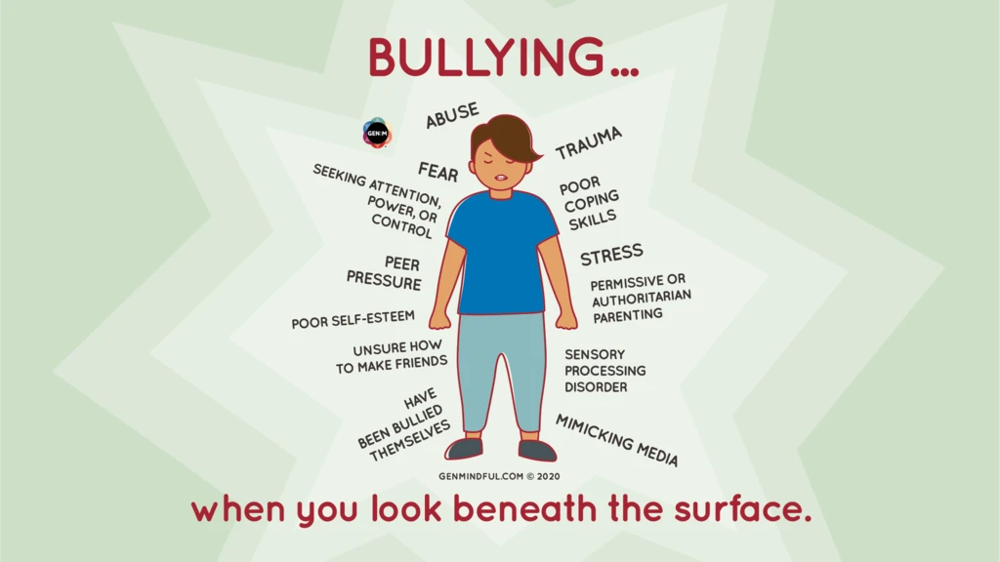 BULLYING...
ABUSE
GEN:M
TRAUMA
FEAR
SEEKING ATTENTION,
POWER, OR
CONTROL
POOR
COPING
SKILLS
PEER
PRESSURE
STRESS
PERMISSIVE OR
AUTHORITARIAN
PARENTING
POOR SELF-ESTEEM
UNSURE HOW
TO MAKE FRIENDS
SENSORY
PROCESSING
DISORDER
HAVE
BEEN BULLIED
THEMSELVES
MIMICKING MEDIA
GENMINDFUL.COM © 2020
when you look beneath the surface.